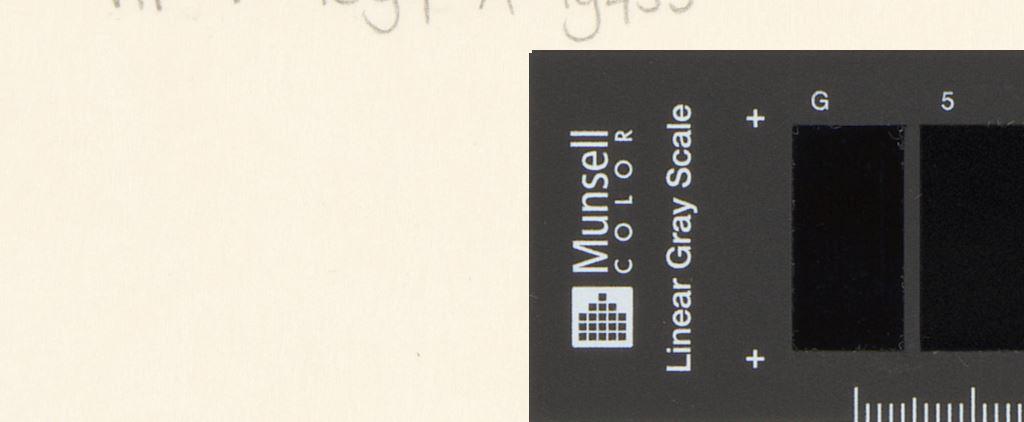 G 5
Munsell
COLOR
Linear Gray Scale